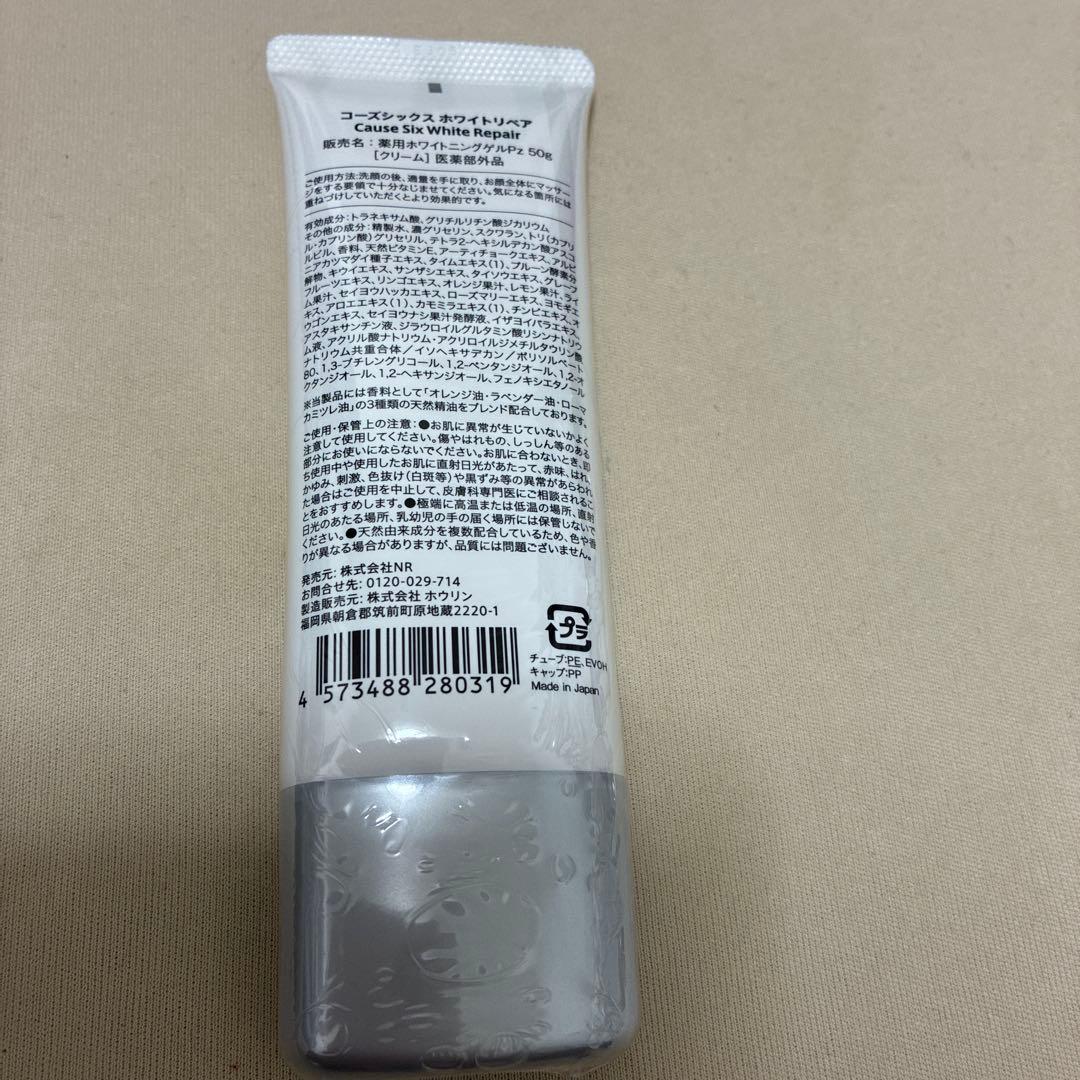 コーズシックス ホワイトリペア
Cause Six White Repair
販売名：薬用ホワイトニングゲルPz 50g
［クリーム］医薬部外品
ご使用方法:洗顔の後、適量を手に取り、お顔全体にマッサー
ジをする要領で十分なじませてください。気になる箇所には
重ねづけしていただくとより効果的です。
有効成分：トラネキサム酸、グリチルリチン酸ジカリウム
その他の成分：精製水、濃グリセリン、スクワラン、トリ(カプリ
ル・カプリン酸)グリセリル、テトラ2-ヘキシルデカン酸アスコ
ルビル、香料、天然ビタミンE、アーティチョークエキス、アルピ
ニアカツマダイ種子エキス、タイムエキス(1)、プルーン酵素分
解物、キウイエキス、サンザシエキス、タイソウエキス、グレープ
フルーツエキス、リンゴエキス、オレンジ果汁、レモン果汁、ライ
ム果汁、セイヨウハッカエキス、ローズマリーエキス、ヨモギエ
キス、アロエエキス(1)、カモミラエキス(1)、チンピエキス、オ
ウゴンエキス、セイヨウナシ果汁発酵液、イザヨイバラエキス、
アスタキサンチン液、ジラウロイルグルタミン酸リシンナトリウ
ム液、アクリル酸ナトリウム・アクリロイルジメチルタウリン酸
ナトリウム共重合体／イソヘキサデカン／ポリソルベート
80、1,3-ブチレングリコール、1,2-ペンタンジオール、1,2-オ
クタンジオール、1,2-ヘキサンジオール、フェノキシエタノール
※当製品には香料として「オレンジ油・ラベンダー油・ローマ
カミツレ油」の3種類の天然精油をブレンド配合しております。
ご使用・保管上の注意：●お肌に異常が生じていないかよく
注意して使用してください。傷やはれもの、しっしん等のある
部分にお使いにならないでください。お肌に合わないとき、即
ち使用中や使用したお肌に直射日光があたって、赤味、はれ、
かゆみ、刺激、色抜け(白斑等)や黒ずみ等の異常があらわれ
た場合はご使用を中止して、皮膚科専門医にご相談されるこ
とをおすすめします。●極端に高温または低温の場所、直射
日光のあたる場所、乳幼児の手の届く場所には保管しないで
ください。●天然由来成分を複数配合しているため、色や香
りが異なる場合がありますが、品質には問題ございません。
発売元: 株式会社NR
お問合せ先: 0120-029-714
製造販売元: 株式会社 ホウリン
福岡県朝倉郡筑前町原地蔵2220-1
プラ
チューブ:PE、EVOH
キャップ:PP
Made in Japan
4 573488 280319